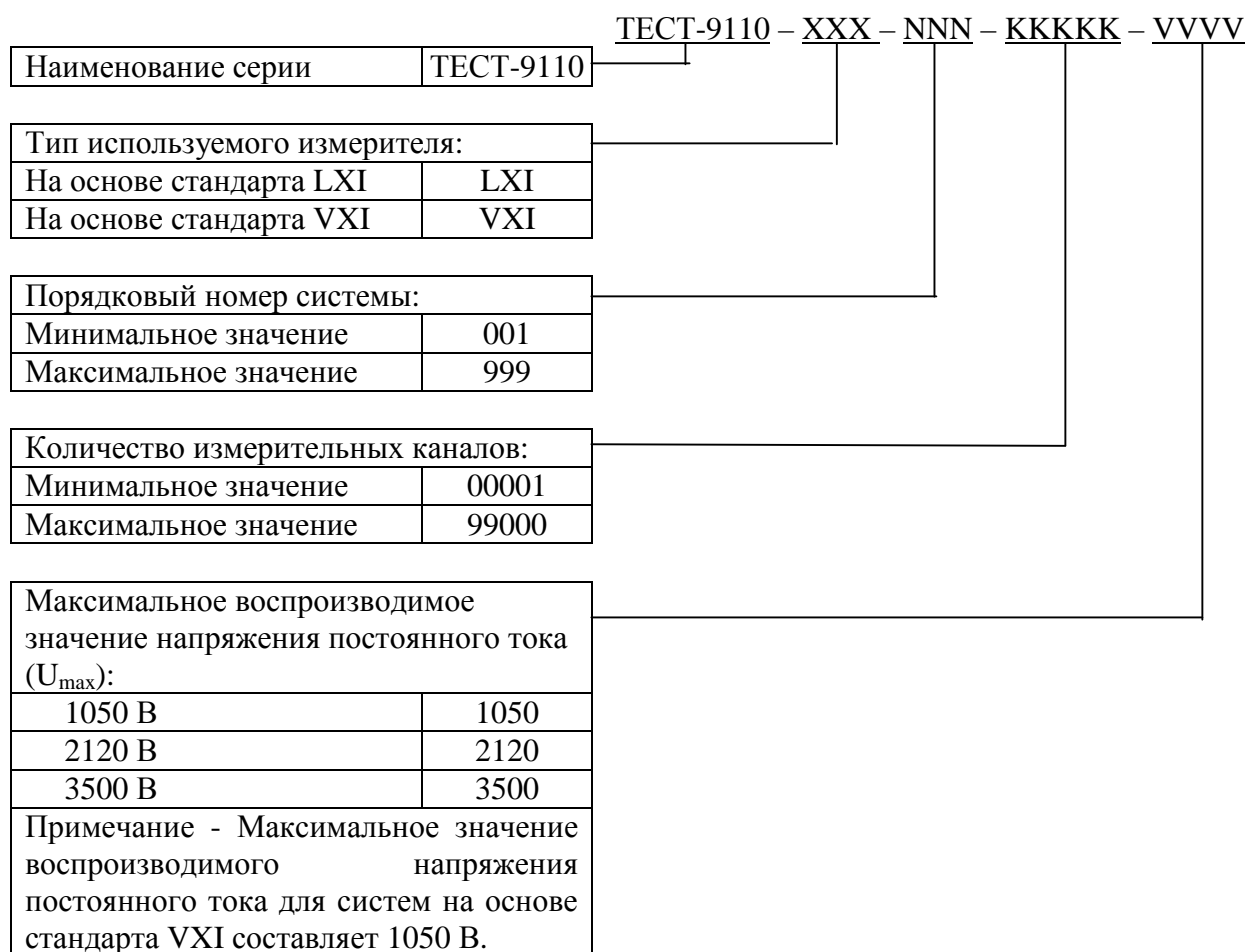 ТЕСТ-9110 – XXX – NNN – KKKKK – VVVV
Наименование серии ТЕСТ-9110
Тип используемого измерителя:
На основе стандарта LXI LXI
На основе стандарта VXI VXI
Порядковый номер системы:
Минимальное значение 001
Максимальное значение 999
Количество измерительных каналов:
Минимальное значение 00001
Максимальное значение 99000
Максимальное воспроизводимое
значение напряжения постоянного тока
(Umax):
1050 В 1050
2120 В 2120
3500 В 3500
Примечание - Максимальное значение
воспроизводимого напряжения
постоянного тока для систем на основе
стандарта VXI составляет 1050 В.